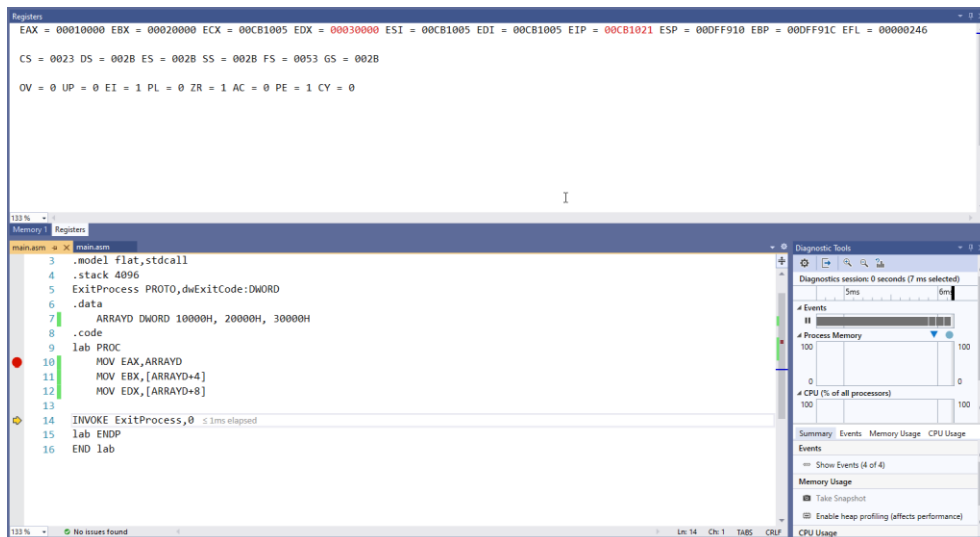 Registers
EAX = 00010000 EBX = 00020000 ECX = 00CB1005 EDX = 00030000 ESI = 00CB1005 EDI = 00CB1005 EIP = 00CB1021 ESP = 00DFF910 EBP = 00DFF91C EFL = 00000246
CS = 0023 DS = 002B ES = 002B SS = 002B FS = 0053 GS = 002B
OV = 0 UP = 0 EI = 1 PL = 0 ZR = 1 AC = 0 PE = 1 CY = 0
133 %
Memory 1 Registers
main.asm main.asm
3 .model flat,stdcall
4 .stack 4096
5 ExitProcess PROTO,dwExitCode:DWORD
6 .data
7 ARRAYD DWORD 10000H, 20000H, 30000H
8 .code
9 lab PROC
10 MOV EAX,ARRAYD
11 MOV EBX,[ARRAYD+4]
12 MOV EDX,[ARRAYD+8]
13
14 INVOKE ExitProcess,0 ≤ 1ms elapsed
15 lab ENDP
16 END lab
133 % No issues found Ln: 14 Ch: 1 TABS CRLF
Diagnostic Tools
Diagnostics session: 0 seconds (7 ms selected)
5ms 6ms
Events
Process Memory
100 100
0 0
CPU (% of all processors)
100 100
Summary Events Memory Usage CPU Usage
Events
Show Events (4 of 4)
Memory Usage
Take Snapshot
Enable heap profiling (affects performance)
CPU Usage